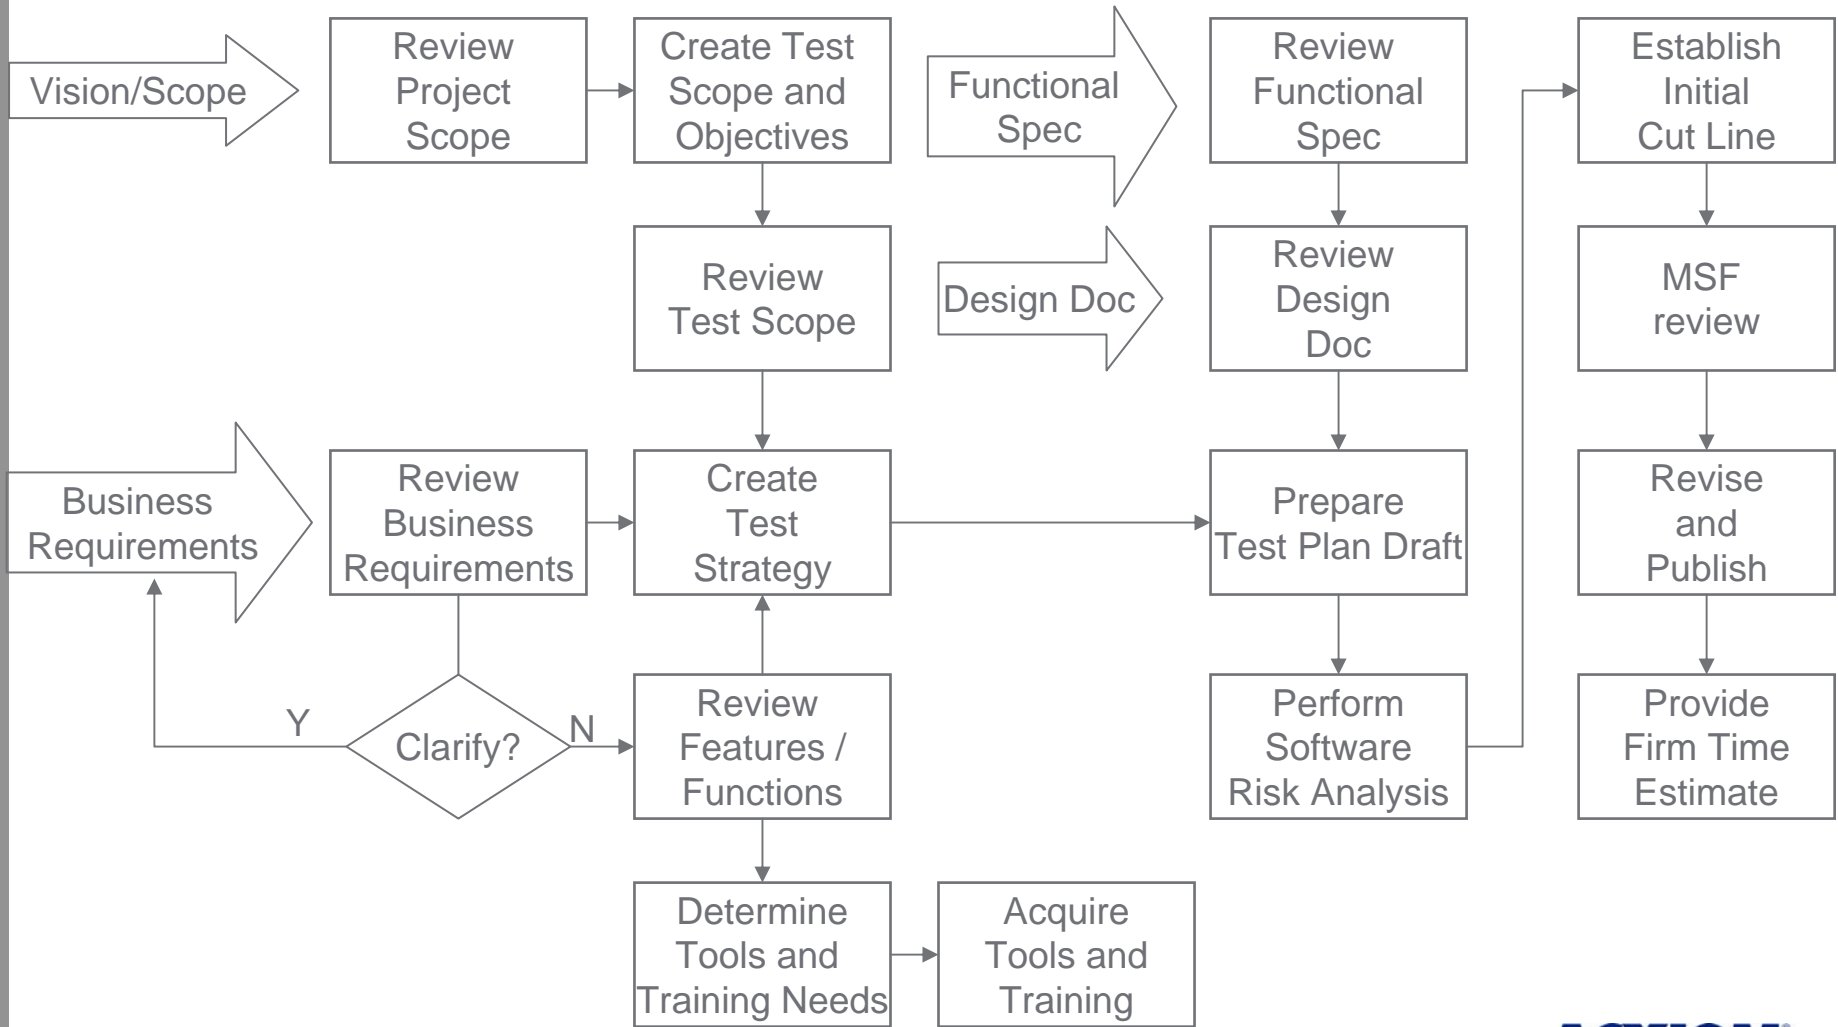 Vision/Scope
Review
Project
Scope
Create Test
Scope and
Objectives
Functional
Spec
Review
Functional
Spec
Establish
Initial
Cut Line
Review
Test Scope
Design Doc
Review
Design
Doc
MSF
review
Business
Requirements
Review
Business
Requirements
Create
Test
Strategy
Prepare
Test Plan Draft
Revise
and
Publish
Y
Clarify?
N
Review
Features /
Functions
Perform
Software
Risk Analysis
Provide
Firm Time
Estimate
Determine
Tools and
Training Needs
Acquire
Tools and
Training